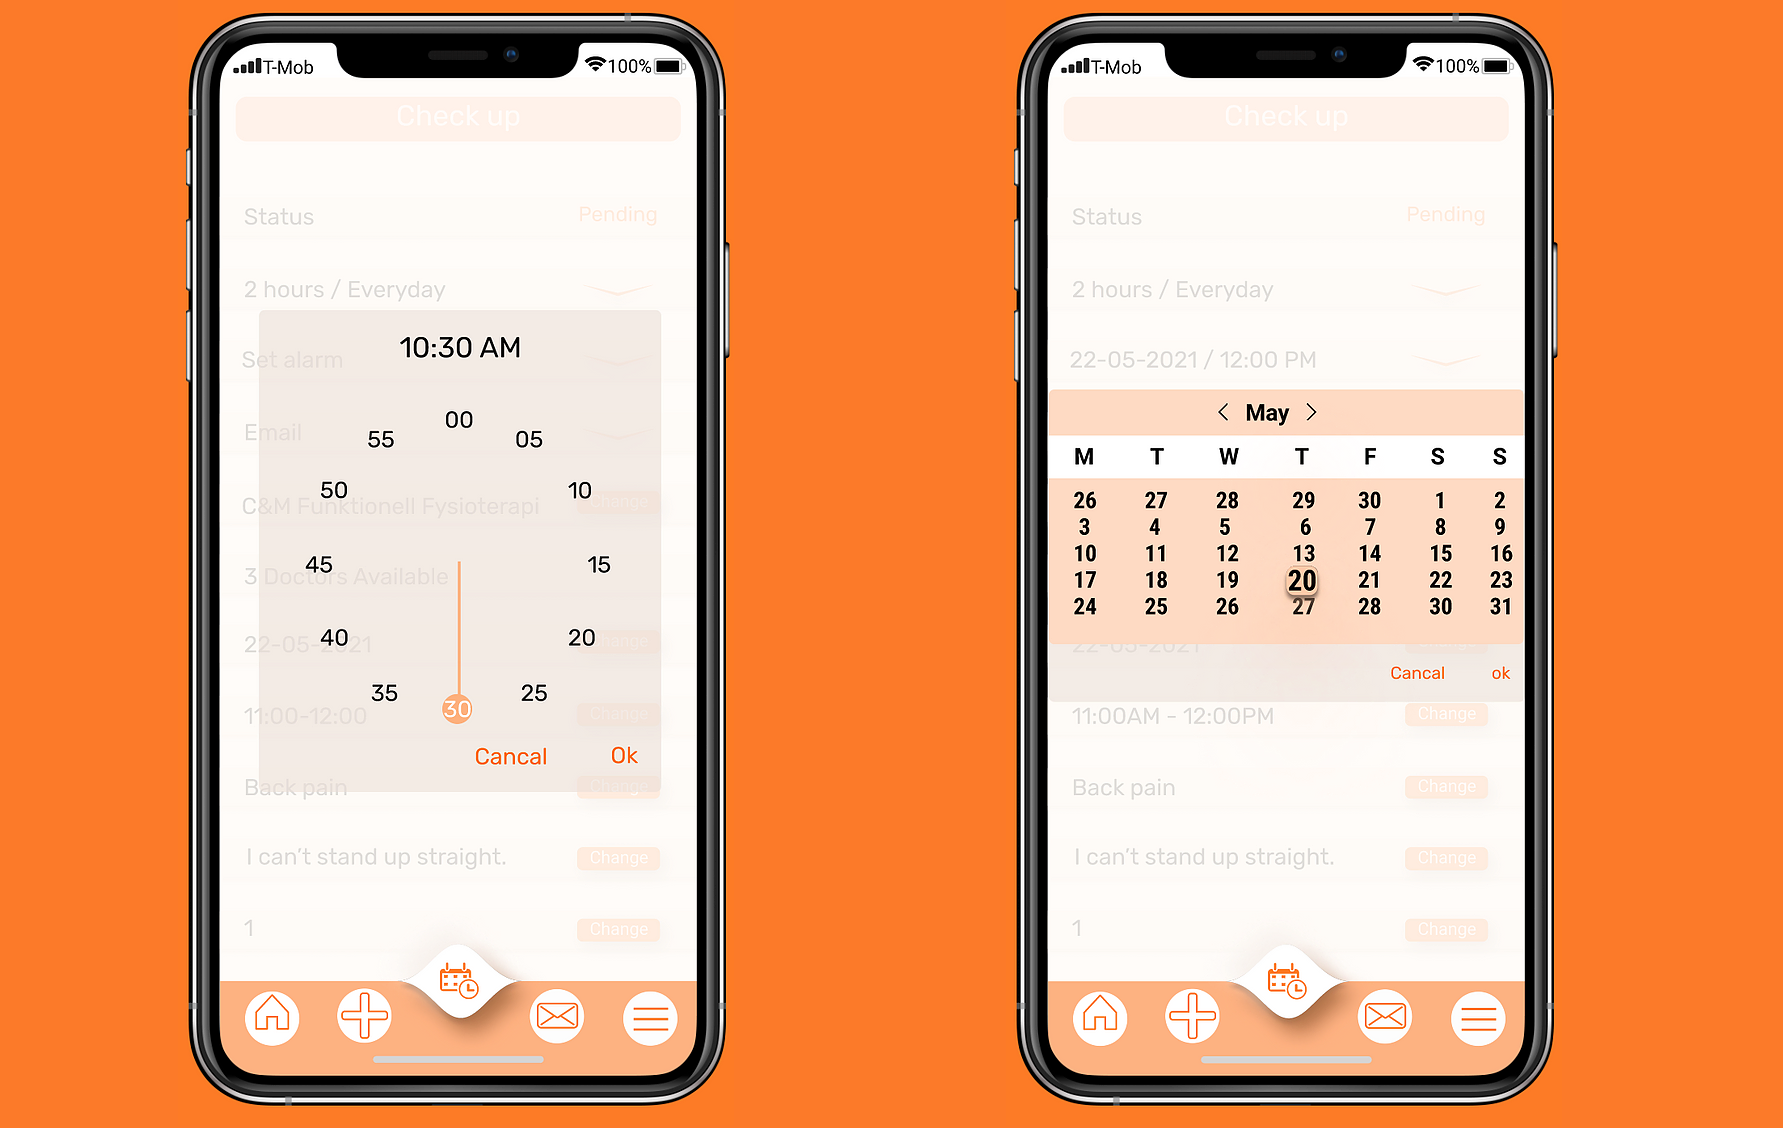 T-Mob 100%
Check up
Status Pending
2 hours / Everyday
Set alarm
10:30 AM
Email
00
55 05
50 10
C&M Funktionell Fysioterapi Change
45 15
3 Doctors Available
40 20
22-05-2021 Change
35 25
30
11:00-12:00 Change
Cancal Ok
Back pain Change
I can't stand up straight. Change
1 Change
T-Mob 100%
Check up
Status Pending
2 hours / Everyday
22-05-2021 / 12:00 PM
< May >
M T W T F S S
26 27 28 29 30 1 2
3 4 5 6 7 8 9
10 11 12 13 14 15 16
17 18 19 20 21 22 23
24 25 26 27 28 30 31
22-05-2021 Change
Cancal ok
11:00AM - 12:00PM Change
Back pain Change
I can't stand up straight. Change
1 Change